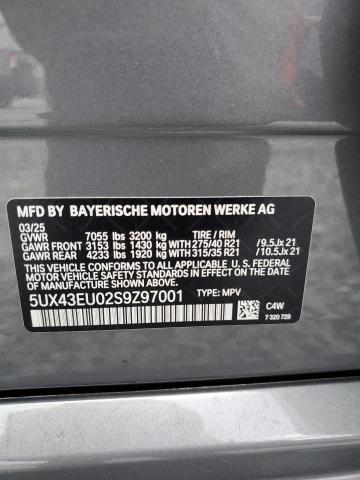 MFD BY BAYERISCHE MOTOREN WERKE AG
03/25
GVWR 7055 lbs 3200 kg TIRE / RIM
GAWR FRONT 3153 lbs 1430 kg WITH 275/40 R21 /9.5Jx21
GAWR REAR 4233 lbs 1920 kg WITH 315/35 R21 /10.5Jx21
THIS VEHICLE CONFORMS TO ALL APPLICABLE FEDERAL
MOTOR VEHICLE SAFETY STANDARDS IN EFFECT ON THE
DATE OF MANUFACTURE SHOWN ABOVE.
5UX43EU02S9Z97001 TYPE: MPV
C4W
7 320 729